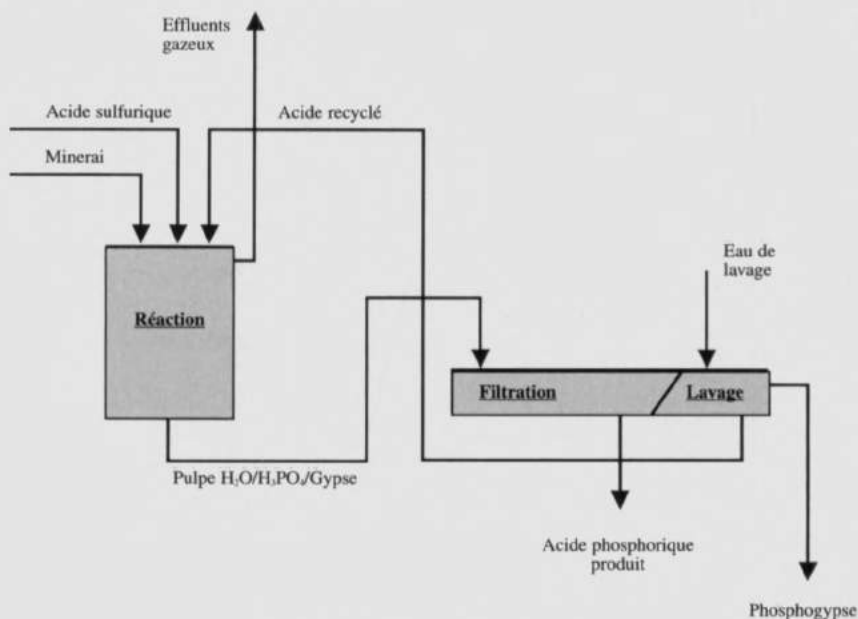 Effluents
gazeux
Acide sulfurique
Acide recyclé
Minerai
Eau de
lavage
Réaction
Filtration
Lavage
Pulpe H₂O/H₃PO₄/Gypse
Acide phosphorique
produit
Phosphogypse